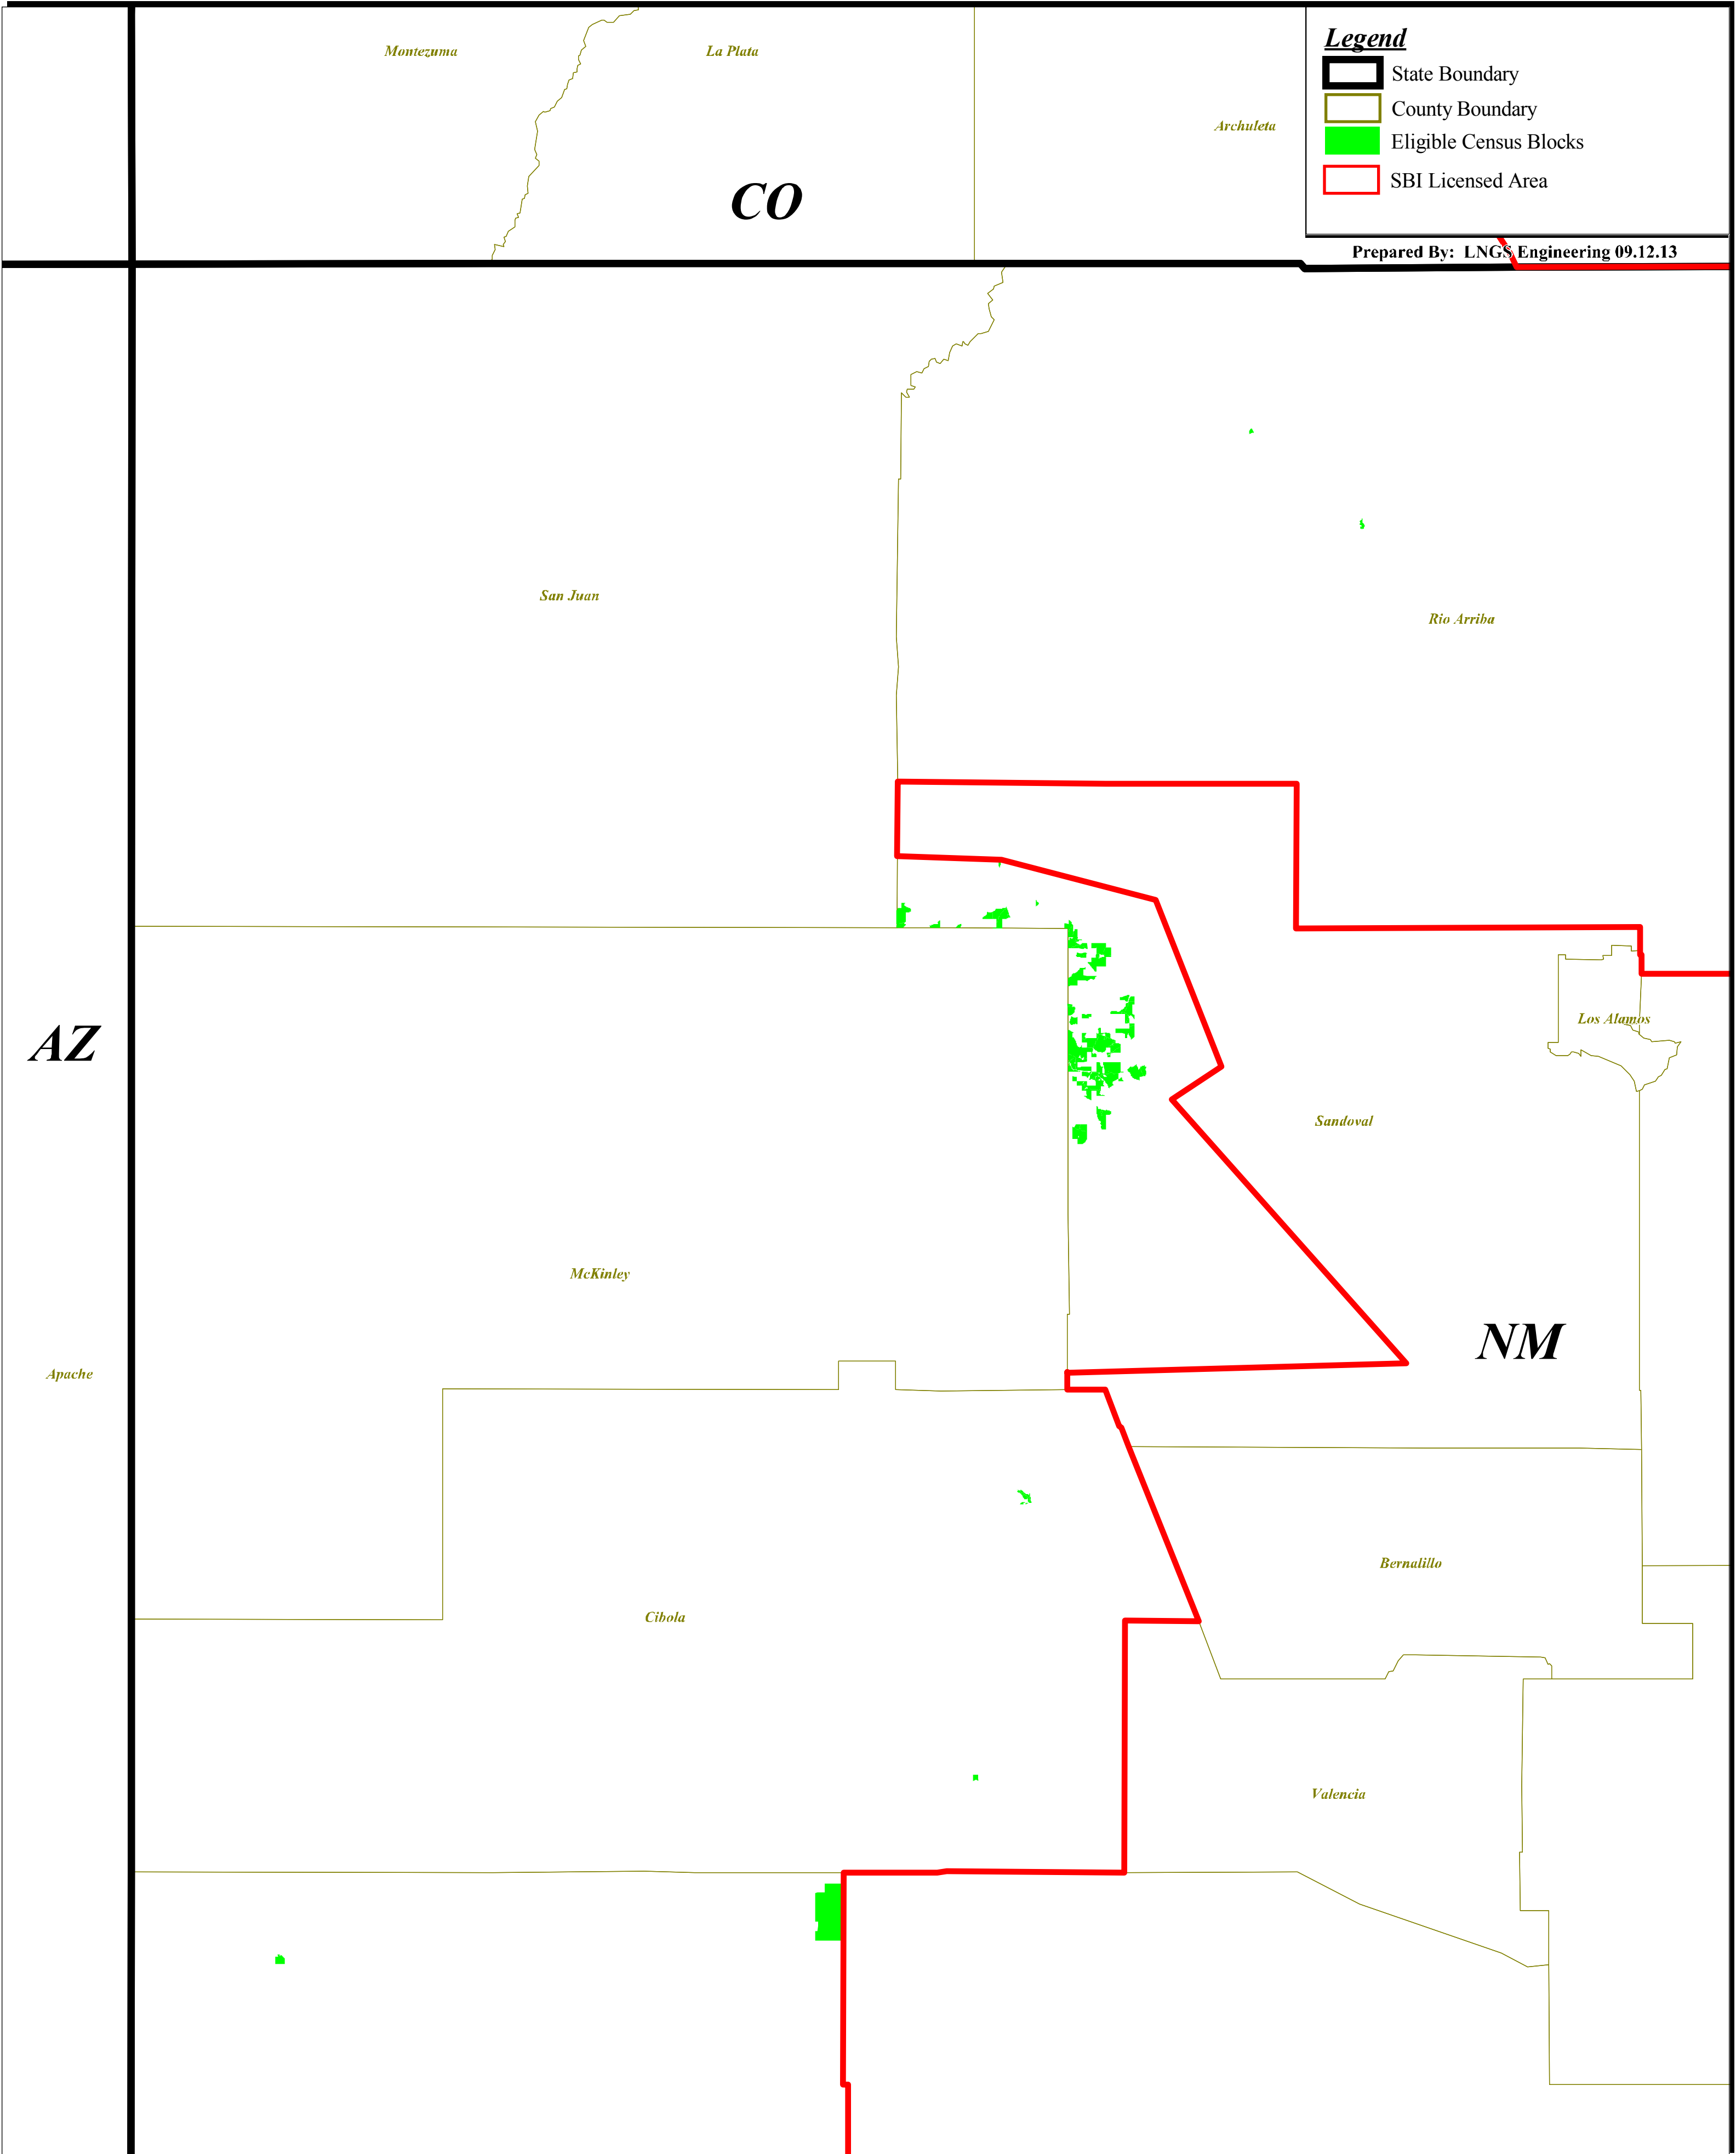 Montezuma
La Plata
Archuleta
CO
Legend
State Boundary
County Boundary
Eligible Census Blocks
SBI Licensed Area
Prepared By: LNGS Engineering 09.12.13
San Juan
Rio Arriba
AZ
Los Alamos
Sandoval
McKinley
NM
Apache
Bernalillo
Cibola
Valencia